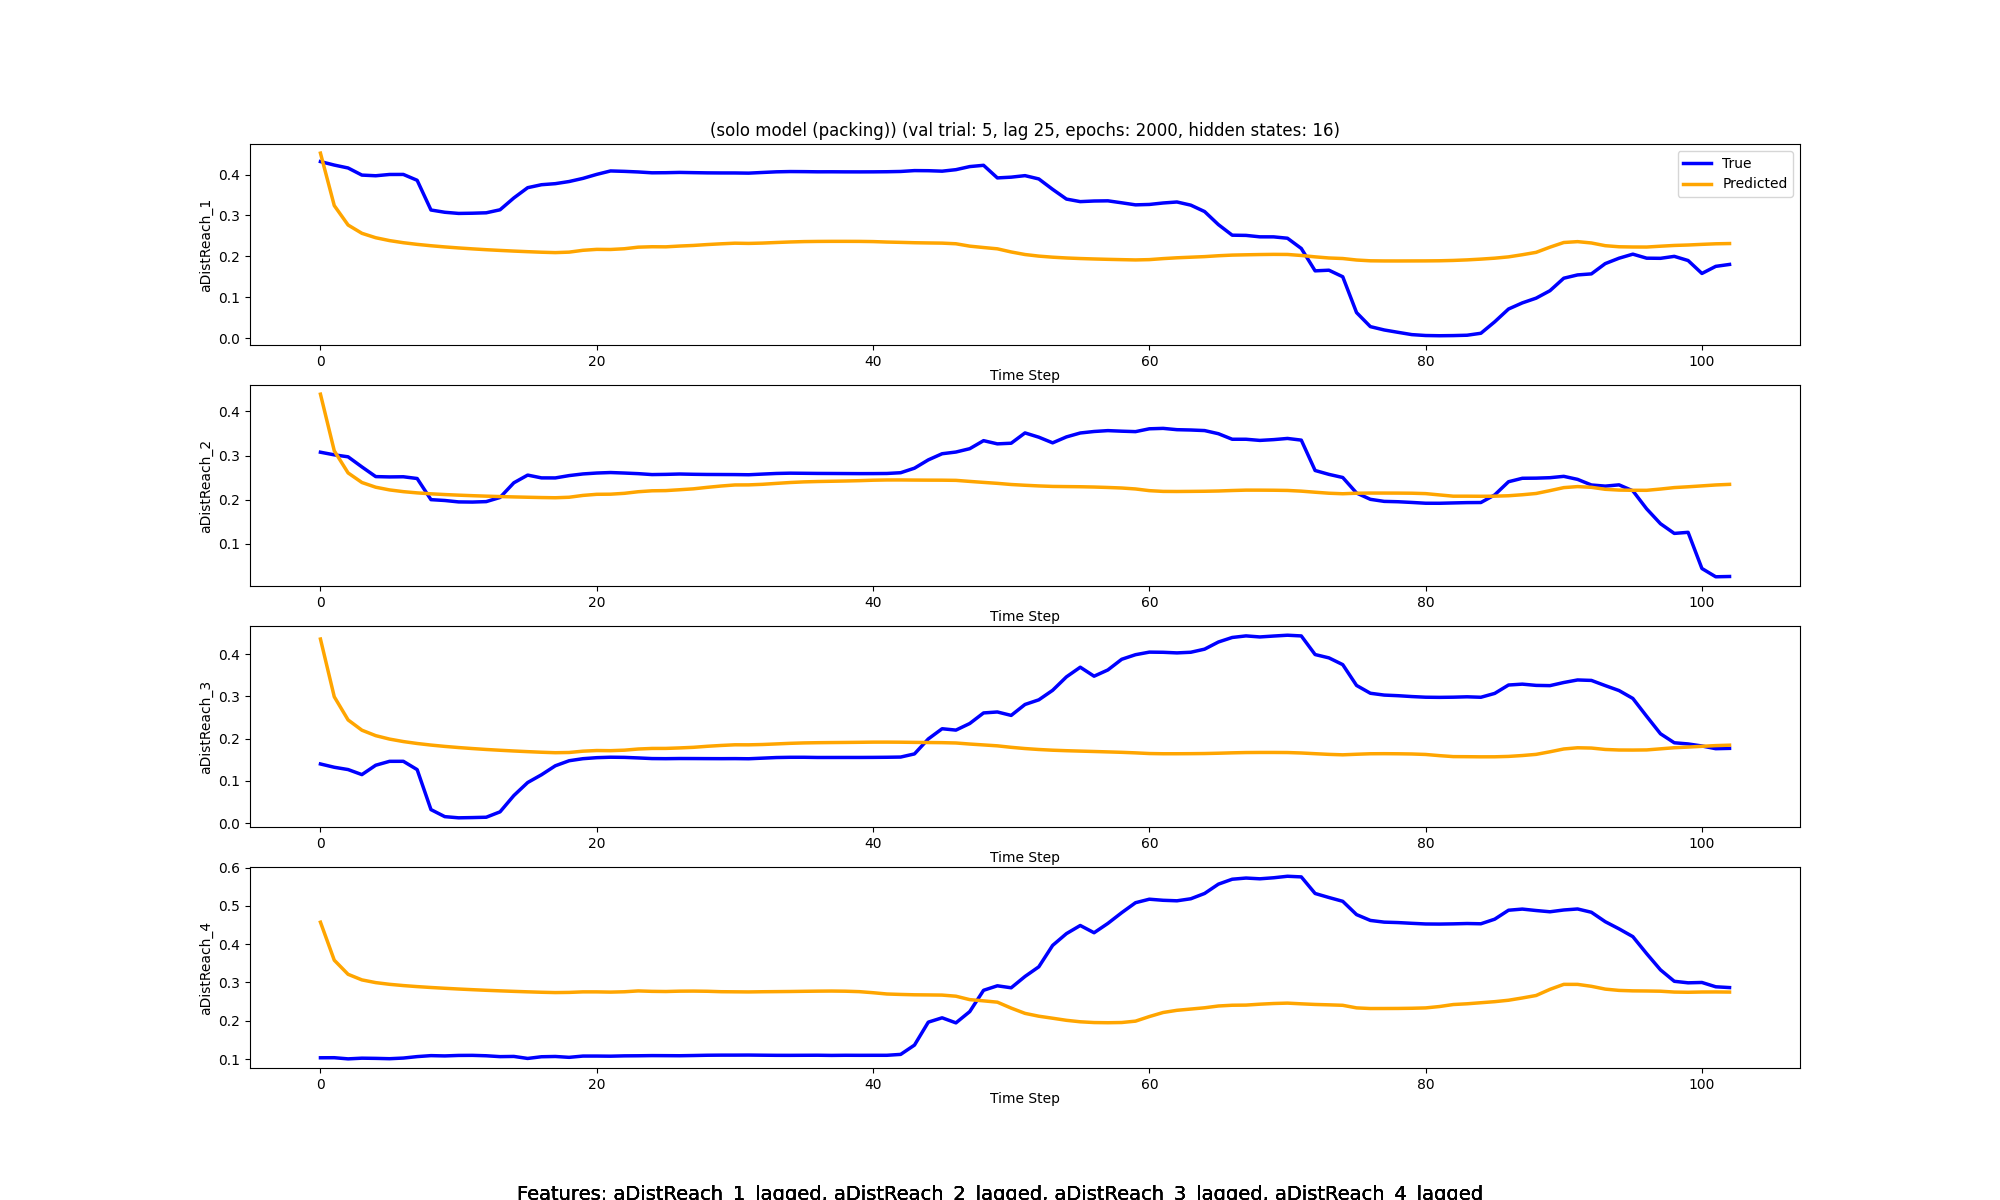 (solo model (packing)) (val trial: 5, lag 25, epochs: 2000, hidden states: 16)
True
Predicted
aDistReach_1
0.4
0.3
0.2
0.1
0.0
0 20 40 60 80 100
Time Step
aDistReach_2
0.4
0.3
0.2
0.1
0 20 40 60 80 100
Time Step
aDistReach_3
0.4
0.3
0.2
0.1
0.0
0 20 40 60 80 100
Time Step
aDistReach_4
0.6
0.5
0.4
0.3
0.2
0.1
0 20 40 60 80 100
Time Step
Features: aDistReach_1_lagged, aDistReach_2_lagged, aDistReach_3_lagged, aDistReach_4_lagged